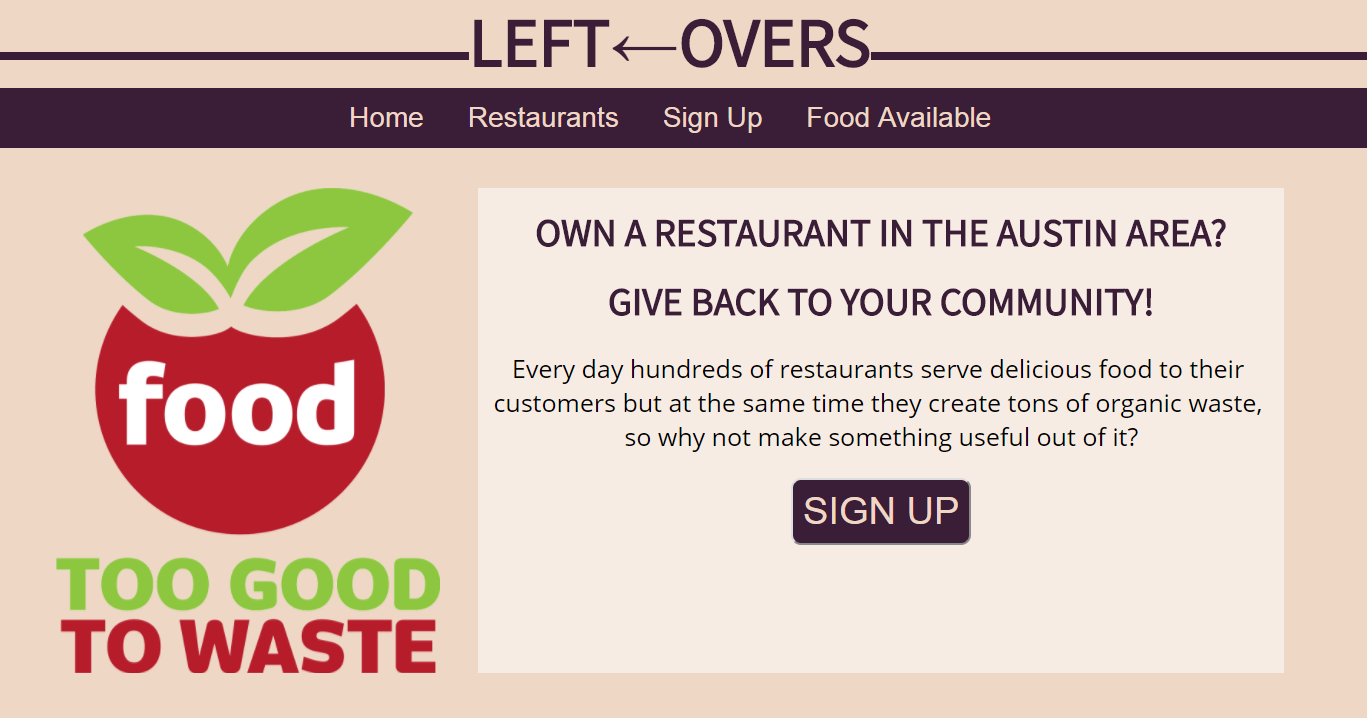 LEFT←OVERS
Home Restaurants Sign Up Food Available
food
TOO GOOD
TO WASTE
OWN A RESTAURANT IN THE AUSTIN AREA?
GIVE BACK TO YOUR COMMUNITY!
Every day hundreds of restaurants serve delicious food to their
customers but at the same time they create tons of organic waste,
so why not make something useful out of it?
SIGN UP